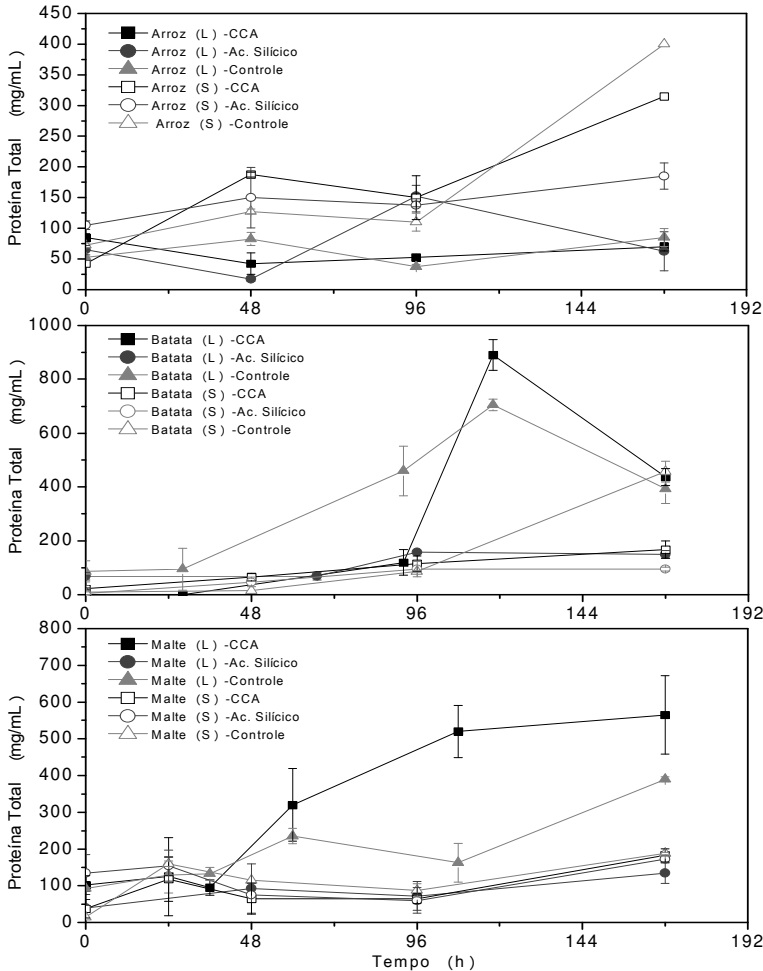 Proteína Total (mg/mL)
450
400
350
300
250
200
150
100
50
0
Arroz (L) -CCA
Arroz (L) -Ac. Silícico
Arroz (L) -Controle
Arroz (S) -CCA
Arroz (S) -Ac. Silícico
Arroz (S) -Controle
0 48 96 144 192
Proteína Total (mg/mL)
1000
800
600
400
200
0
Batata (L) -CCA
Batata (L) -Ac. Silícico
Batata (L) -Controle
Batata (S) -CCA
Batata (S) -Ac. Silícico
Batata (S) -Controle
0 48 96 144 192
Proteína Total (mg/mL)
800
700
600
500
400
300
200
100
0
Malte (L) -CCA
Malte (L) -Ac. Silícico
Malte (L) -Controle
Malte (S) -CCA
Malte (S) -Ac. Silícico
Malte (S) -Controle
0 48 96 144 192
Tempo (h)